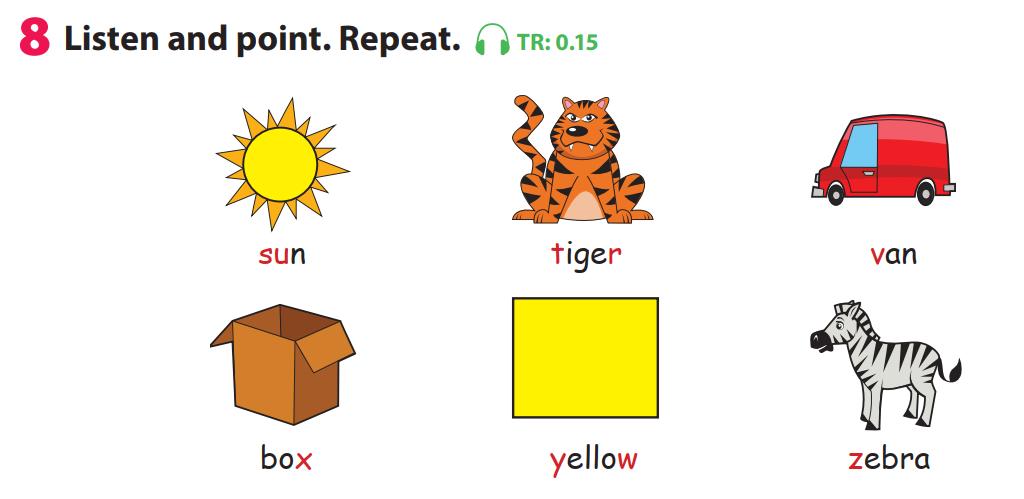 8 Listen and point. Repeat. TR: 0.15
sun tiger van
box yellow zebra